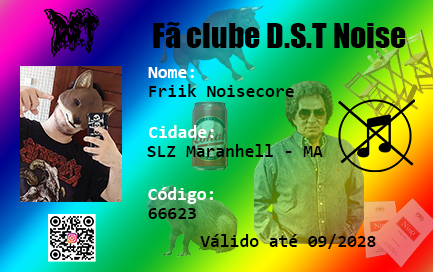 Fã clube D.S.T Noise
Nome:
Friik Noisecore
Cidade:
SLZ Maranhell - MA
Código:
66623
Válido até 09/2028